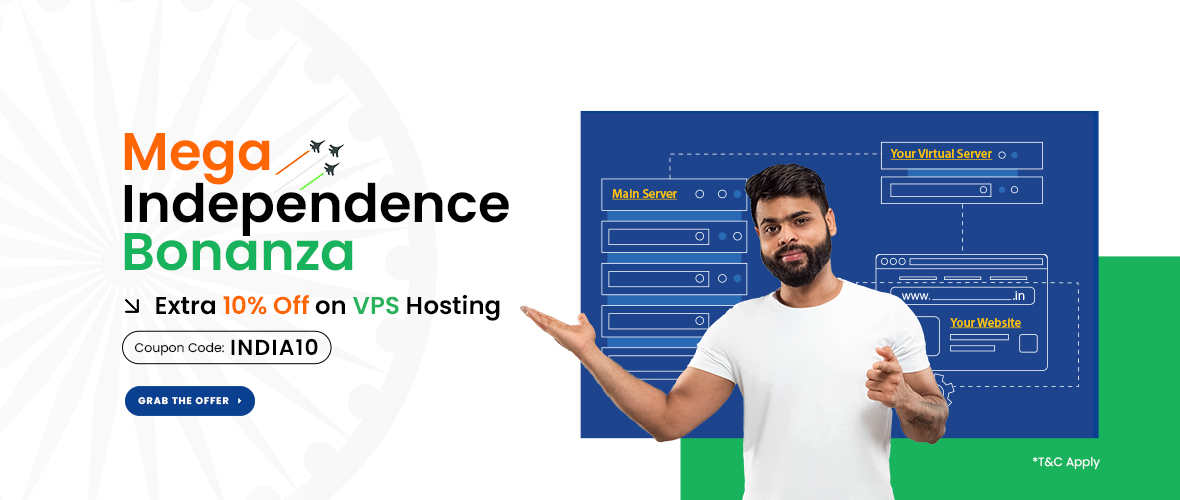 Mega
Independence
Bonanza
Extra 10% Off on VPS Hosting
Coupon Code: INDIA10
GRAB THE OFFER
Your Virtual Server
Main Server
www. .in
Your Website
*T&C Apply